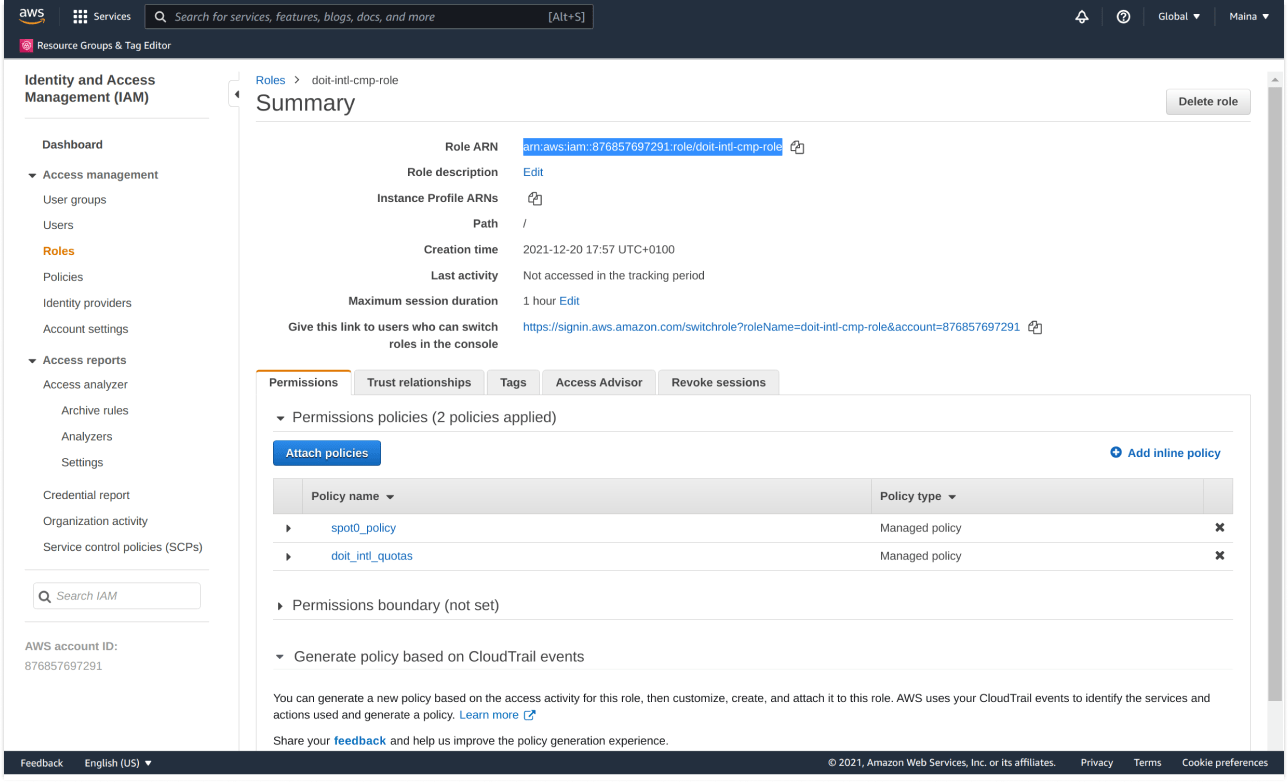 aws
Services
Search for services, features, blogs, docs, and more
[Alt+S]
Global ▼
Maina ▼
Resource Groups & Tag Editor
Identity and Access
Management (IAM)
Dashboard
Access management
User groups
Users
Roles
Policies
Identity providers
Account settings
Access reports
Access analyzer
Archive rules
Analyzers
Settings
Credential report
Organization activity
Service control policies (SCPs)
Search IAM
AWS account ID:
876857697291
Roles > doit-intl-cmp-role
Summary
Delete role
Role ARN arn:aws:iam::876857697291:role/doit-intl-cmp-role
Role description Edit
Instance Profile ARNs
Path /
Creation time 2021-12-20 17:57 UTC+0100
Last activity Not accessed in the tracking period
Maximum session duration 1 hour Edit
Give this link to users who can switch https://signin.aws.amazon.com/switchrole?roleName=doit-intl-cmp-role&account=876857697291
roles in the console
Permissions
Trust relationships
Tags
Access Advisor
Revoke sessions
Permissions policies (2 policies applied)
Attach policies
Add inline policy
Policy name Policy type
spot0_policy Managed policy
doit_intl_quotas Managed policy
Permissions boundary (not set)
Generate policy based on CloudTrail events
You can generate a new policy based on the access activity for this role, then customize, create, and attach it to this role. AWS uses your CloudTrail events to identify the services and
actions used and generate a policy. Learn more
Share your feedback and help us improve the policy generation experience.
Feedback English (US) ▼ © 2021, Amazon Web Services, Inc. or its affiliates. Privacy Terms Cookie preferences